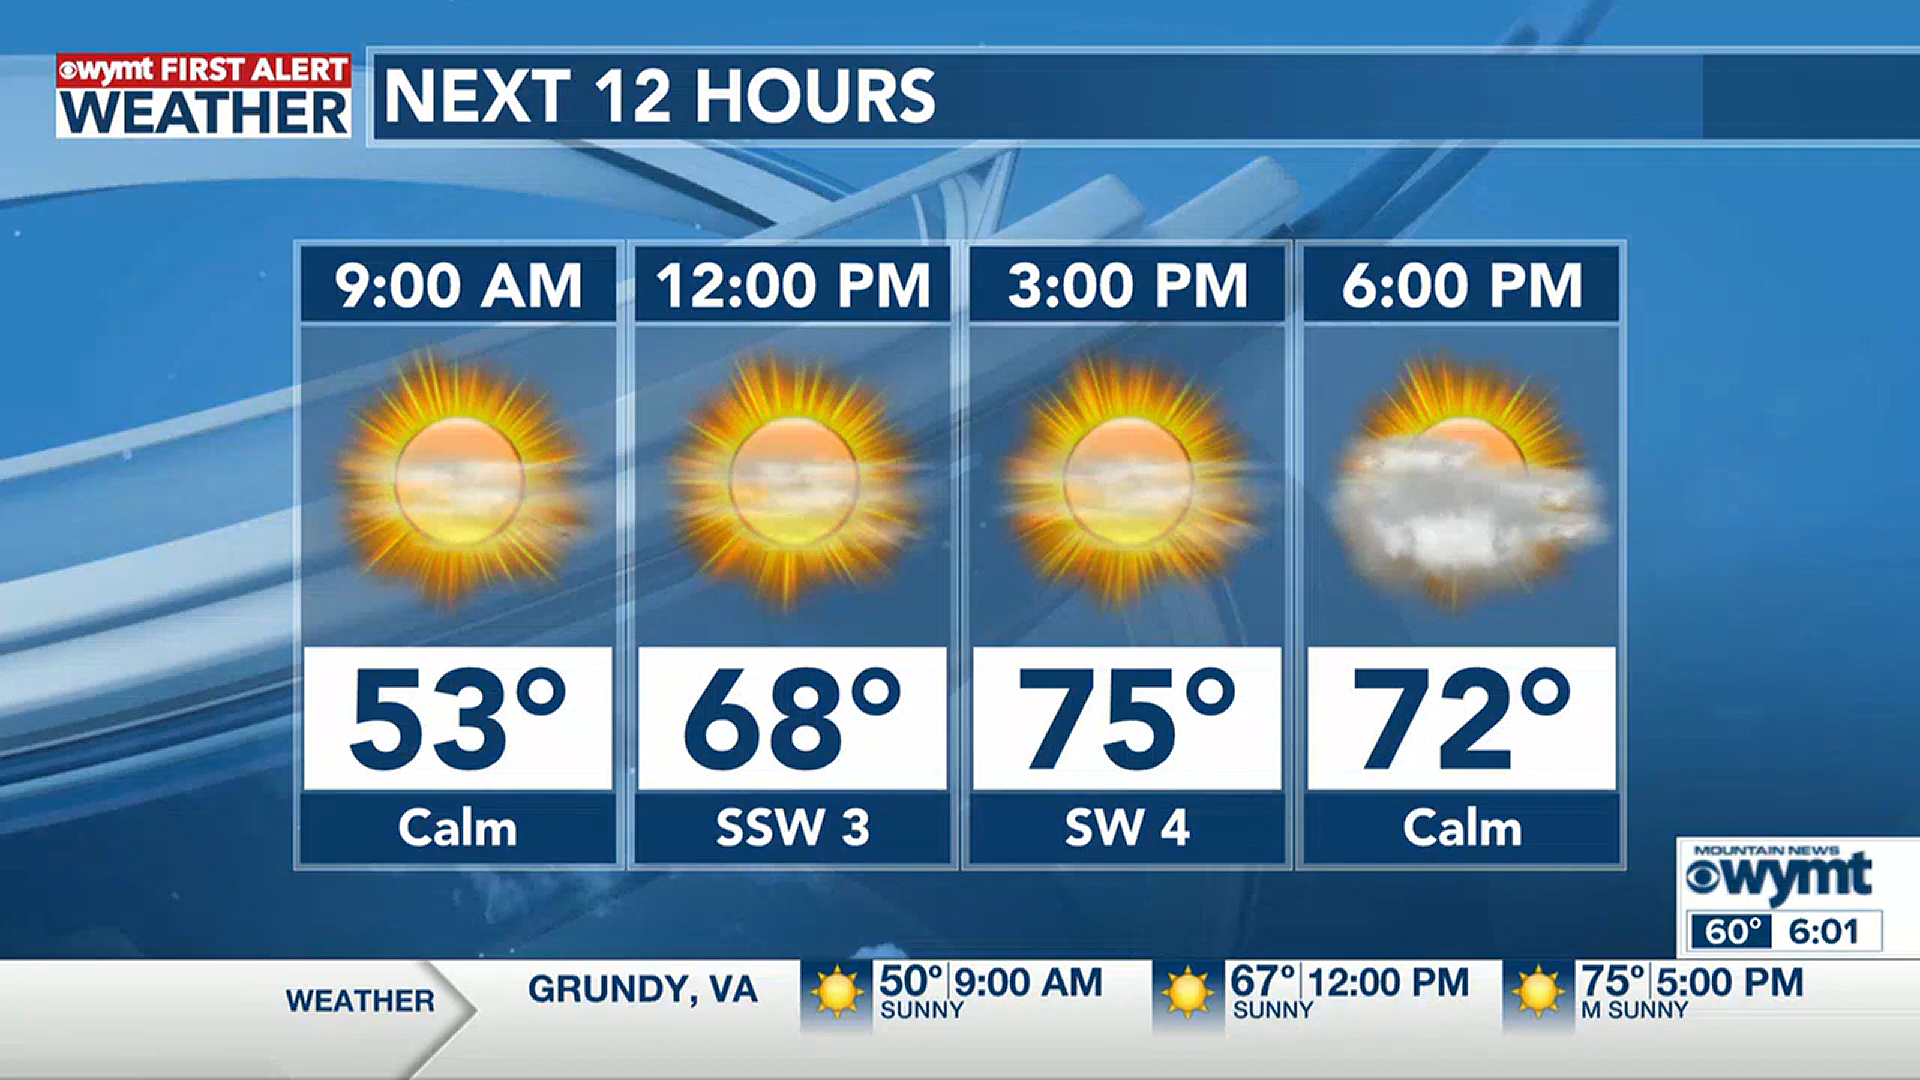 wymt FIRST ALERT
WEATHER
NEXT 12 HOURS
9:00 AM
12:00 PM
3:00 PM
6:00 PM
53°
68°
75°
72°
Calm
SSW 3
SW 4
Calm
MOUNTAIN NEWS
wymt
60° 6:01
WEATHER
GRUNDY, VA
50° 9:00 AM
SUNNY
67° 12:00 PM
SUNNY
75° 5:00 PM
M SUNNY